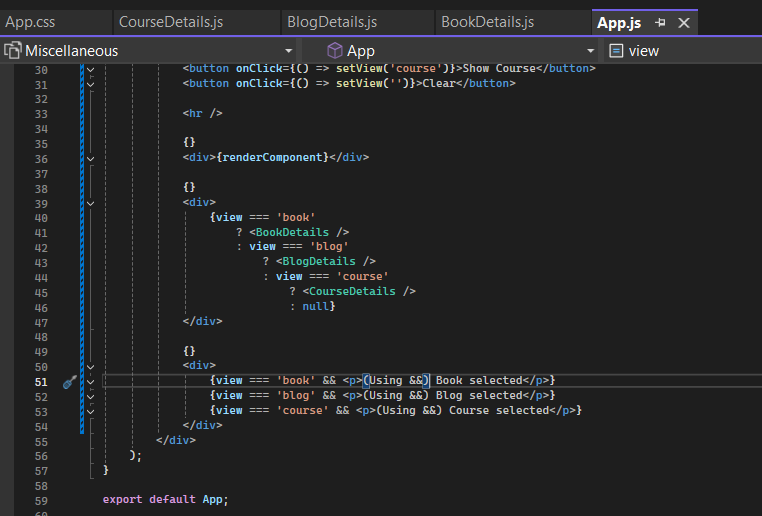 App.css CourseDetails.js BlogDetails.js BookDetails.js App.js
Miscellaneous App view
30 <button onClick={() => setView('course')}>Show Course</button>
31 <button onClick={() => setView('')}>Clear</button>
32
33 <hr />
34
35 {}
36 <div>{renderComponent}</div>
37
38 {}
39 <div>
40 {view === 'book'
41 ? <BookDetails />
42 : view === 'blog'
43 ? <BlogDetails />
44 : view === 'course'
45 ? <CourseDetails />
46 : null}
47 </div>
48
49 {}
50 <div>
51 {view === 'book' && <p>(Using &&) Book selected</p>}
52 {view === 'blog' && <p>(Using &&) Blog selected</p>}
53 {view === 'course' && <p>(Using &&) Course selected</p>}
54 </div>
55 </div>
56 );
57 }
58
59 export default App;
60